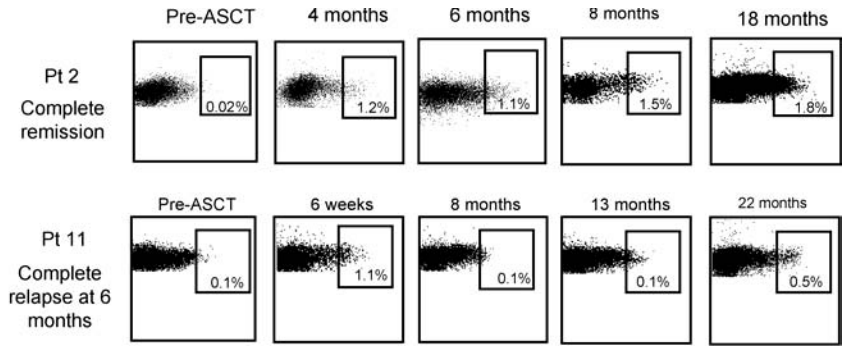 Pre-ASCT 4 months 6 months 8 months 18 months
Pt 2
Complete
remission
0.02% 1.2% 1.1% 1.5% 1.8%
Pre-ASCT 6 weeks 8 months 13 months 22 months
Pt 11
Complete
relapse at 6
months
0.1% 1.1% 0.1% 0.1% 0.5%